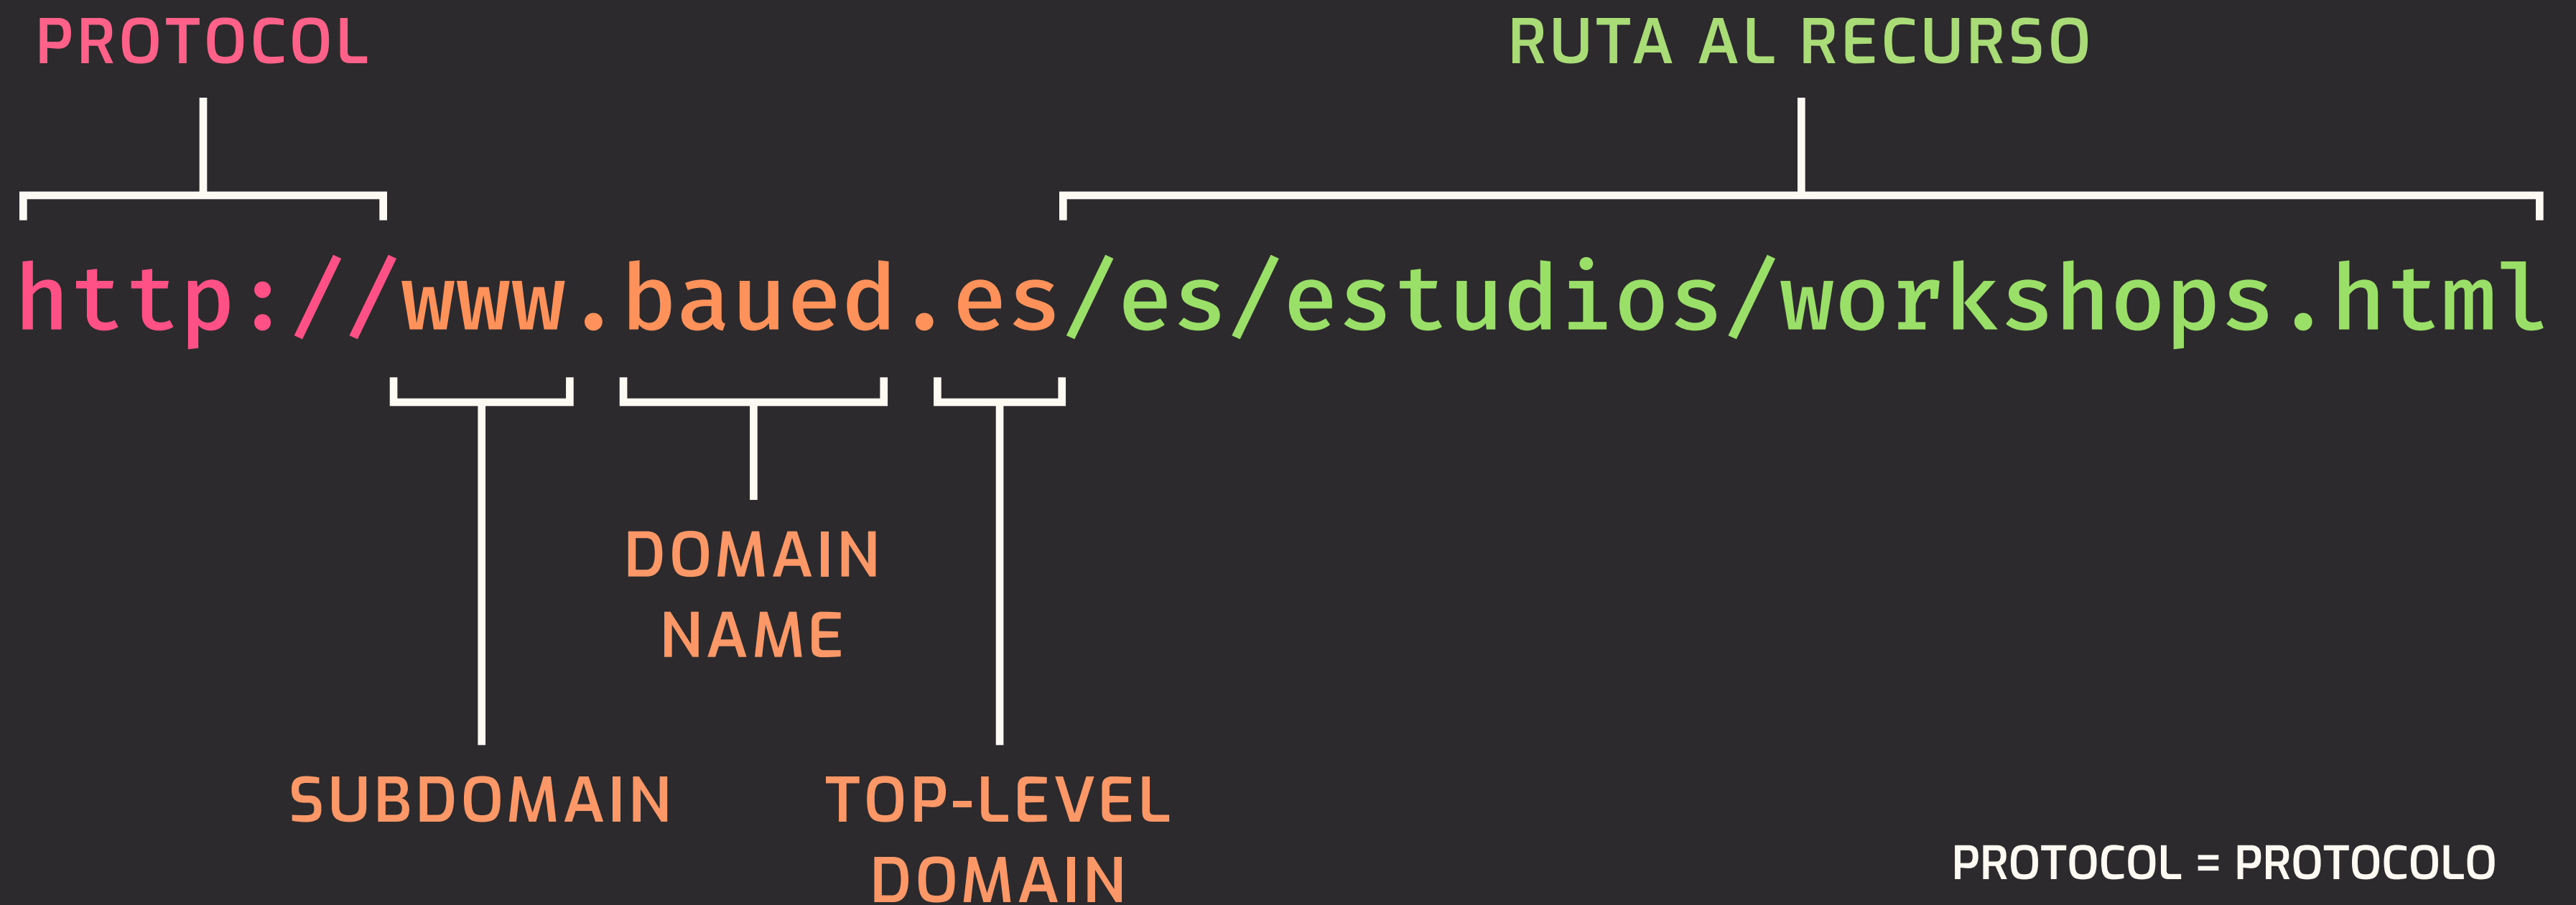 PROTOCOL
RUTA AL RECURSO
http://www.baued.es/es/estudios/workshops.html
DOMAIN
NAME
SUBDOMAIN
TOP-LEVEL
DOMAIN
PROTOCOL = PROTOCOLO